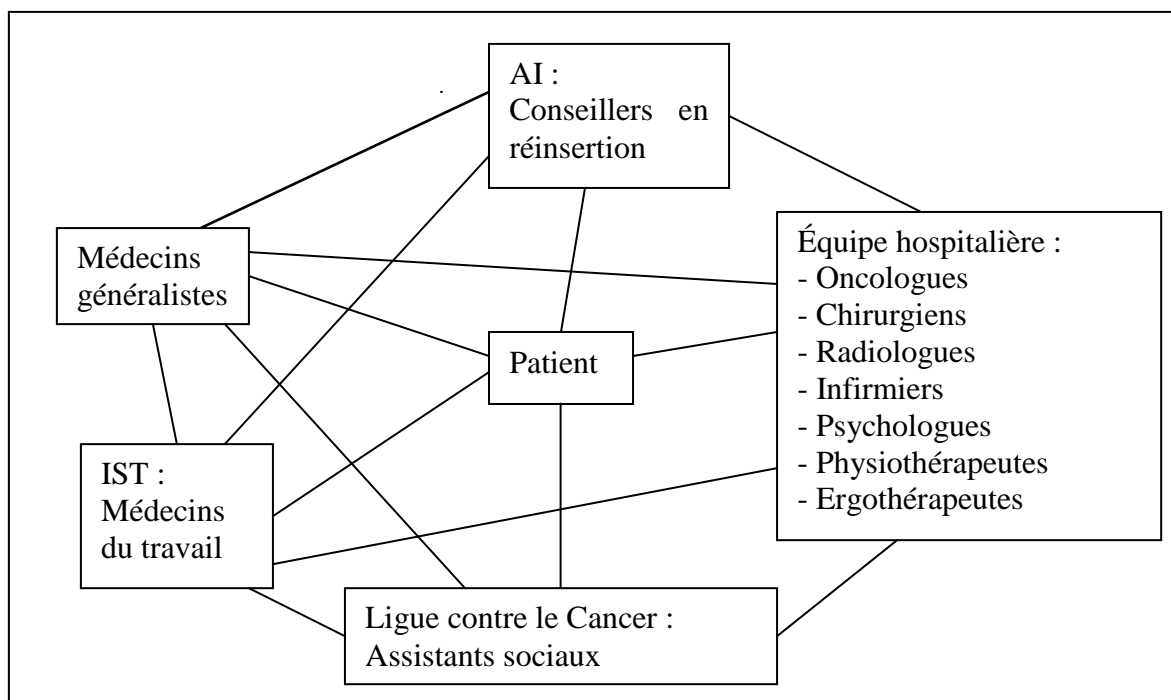 AI :
Conseillers en
réinsertion
Médecins
généralistes
Équipe hospitalière :
- Oncologues
- Chirurgiens
- Radiologues
- Infirmiers
- Psychologues
- Physiothérapeutes
- Ergothérapeutes
Patient
IST :
Médecins
du travail
Ligue contre le Cancer :
Assistants sociaux